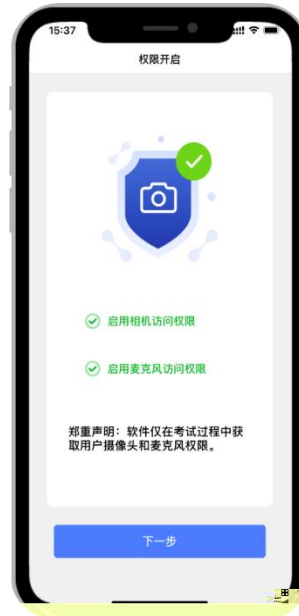 15:37
权限开启
启用相机访问权限
启用麦克风访问权限
郑重声明：软件仅在考试过程中获
取用户摄像头和麦克风权限。
下一步